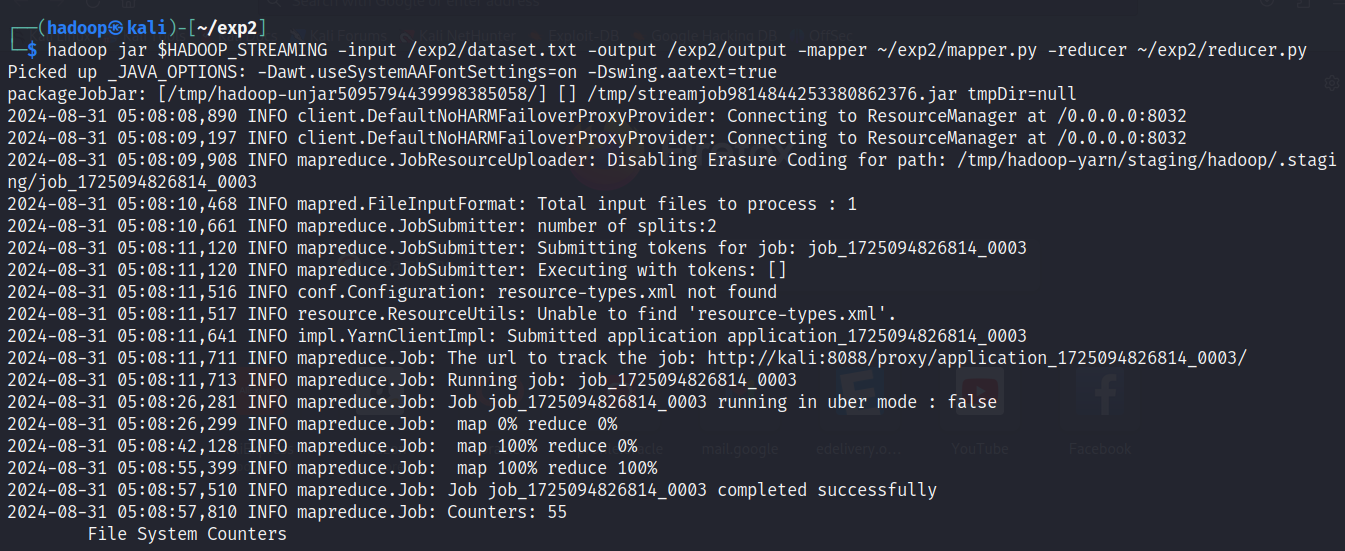 ┌──(hadoop㉿kali)-[~/exp2]
└─$ hadoop jar $HADOOP_STREAMING -input /exp2/dataset.txt -output /exp2/output -mapper ~/exp2/mapper.py -reducer ~/exp2/reducer.py
Picked up _JAVA_OPTIONS: -Dawt.useSystemAAFontSettings=on -Dswing.aatext=true
packageJobJar: [/tmp/hadoop-unjar5095794439998385058/] [] /tmp/streamjob9814844253380862376.jar tmpDir=null
2024-08-31 05:08:08,890 INFO client.DefaultNoHARMFailoverProxyProvider: Connecting to ResourceManager at /0.0.0.0:8032
2024-08-31 05:08:09,197 INFO client.DefaultNoHARMFailoverProxyProvider: Connecting to ResourceManager at /0.0.0.0:8032
2024-08-31 05:08:09,908 INFO mapreduce.JobResourceUploader: Disabling Erasure Coding for path: /tmp/hadoop-yarn/staging/hadoop/.stagi
ng/job_1725094826814_0003
2024-08-31 05:08:10,468 INFO mapred.FileInputFormat: Total input files to process : 1
2024-08-31 05:08:10,661 INFO mapreduce.JobSubmitter: number of splits:2
2024-08-31 05:08:11,120 INFO mapreduce.JobSubmitter: Submitting tokens for job: job_1725094826814_0003
2024-08-31 05:08:11,120 INFO mapreduce.JobSubmitter: Executing with tokens: []
2024-08-31 05:08:11,516 INFO conf.Configuration: resource-types.xml not found
2024-08-31 05:08:11,517 INFO resource.ResourceUtils: Unable to find 'resource-types.xml'.
2024-08-31 05:08:11,641 INFO impl.YarnClientImpl: Submitted application application_1725094826814_0003
2024-08-31 05:08:11,711 INFO mapreduce.Job: The url to track the job: http://kali:8088/proxy/application_1725094826814_0003/
2024-08-31 05:08:11,713 INFO mapreduce.Job: Running job: job_1725094826814_0003
2024-08-31 05:08:26,281 INFO mapreduce.Job: Job job_1725094826814_0003 running in uber mode : false
2024-08-31 05:08:26,299 INFO mapreduce.Job:  map 0% reduce 0%
2024-08-31 05:08:42,128 INFO mapreduce.Job:  map 100% reduce 0%
mail.google edelivery.o... YouTube Facebook
2024-08-31 05:08:55,399 INFO mapreduce.Job:  map 100% reduce 100%
2024-08-31 05:08:57,510 INFO mapreduce.Job: Job job_1725094826814_0003 completed successfully
2024-08-31 05:08:57,810 INFO mapreduce.Job: Counters: 55
        File System Counters